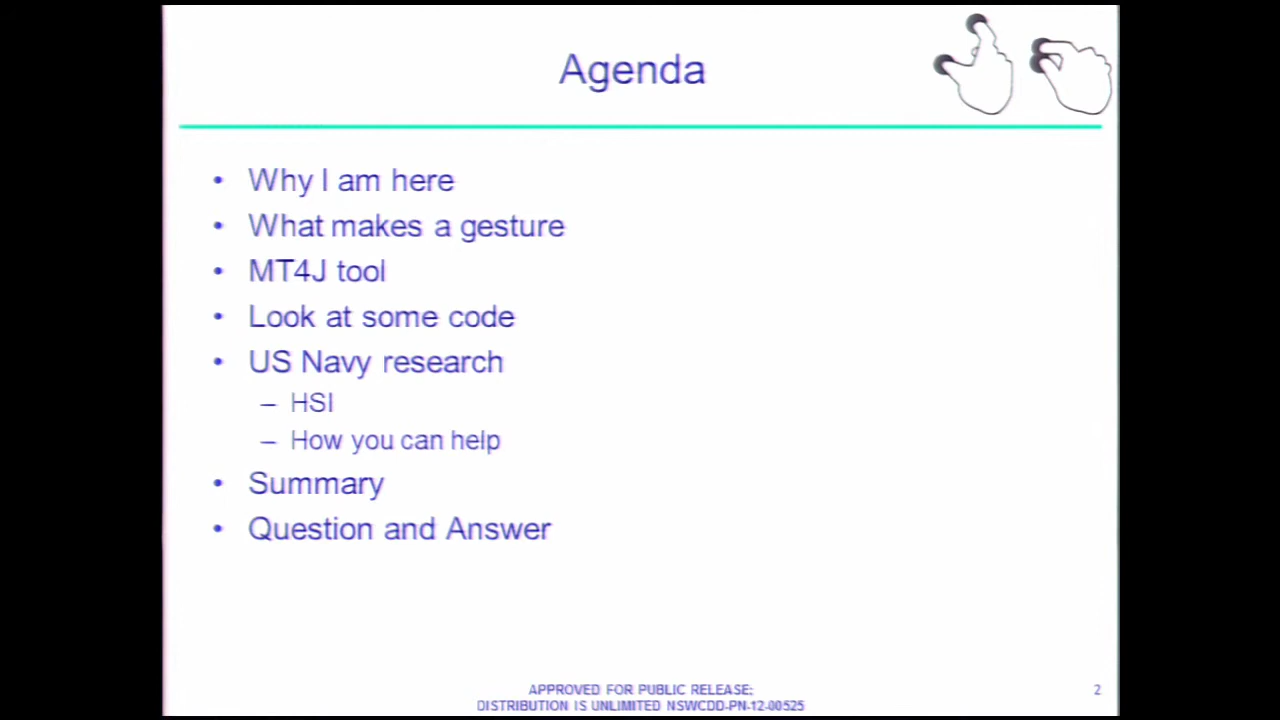 Agenda
• Why I am here
• What makes a gesture
• MT4J tool
• Look at some code
• US Navy research
– HSI
– How you can help
• Summary
• Question and Answer
APPROVED FOR PUBLIC RELEASE;
DISTRIBUTION IS UNLIMITED NSWCDD-PN-12-00525
2